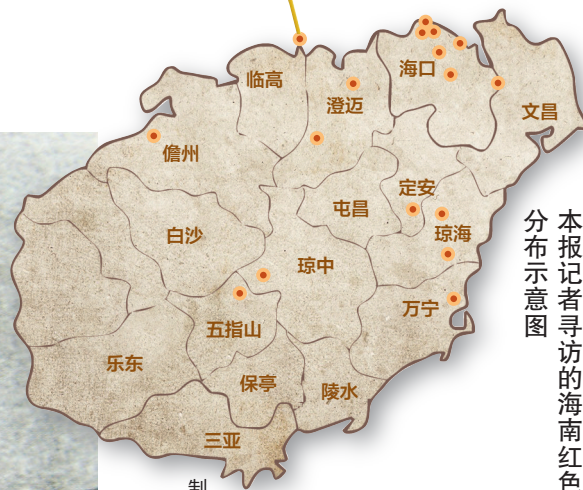 临高
澄迈
海口
文昌
儋州
定安
屯昌
琼海
白沙
琼中
万宁
五指山
乐东
保亭
陵水
三亚
本报记者寻访的海南红色
分布示意图
制